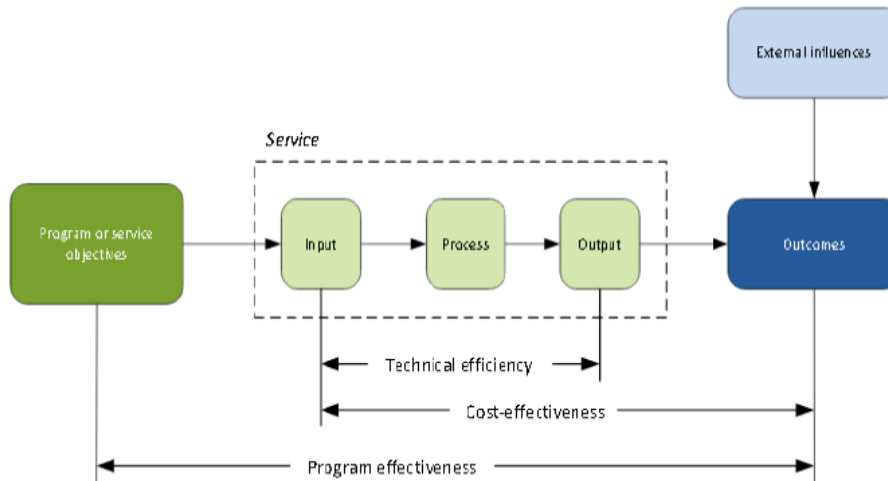 External influences
Service
Program or service
objectives
Input
Process
Output
Outcomes
Technical efficiency
Cost-effectiveness
Program effectiveness